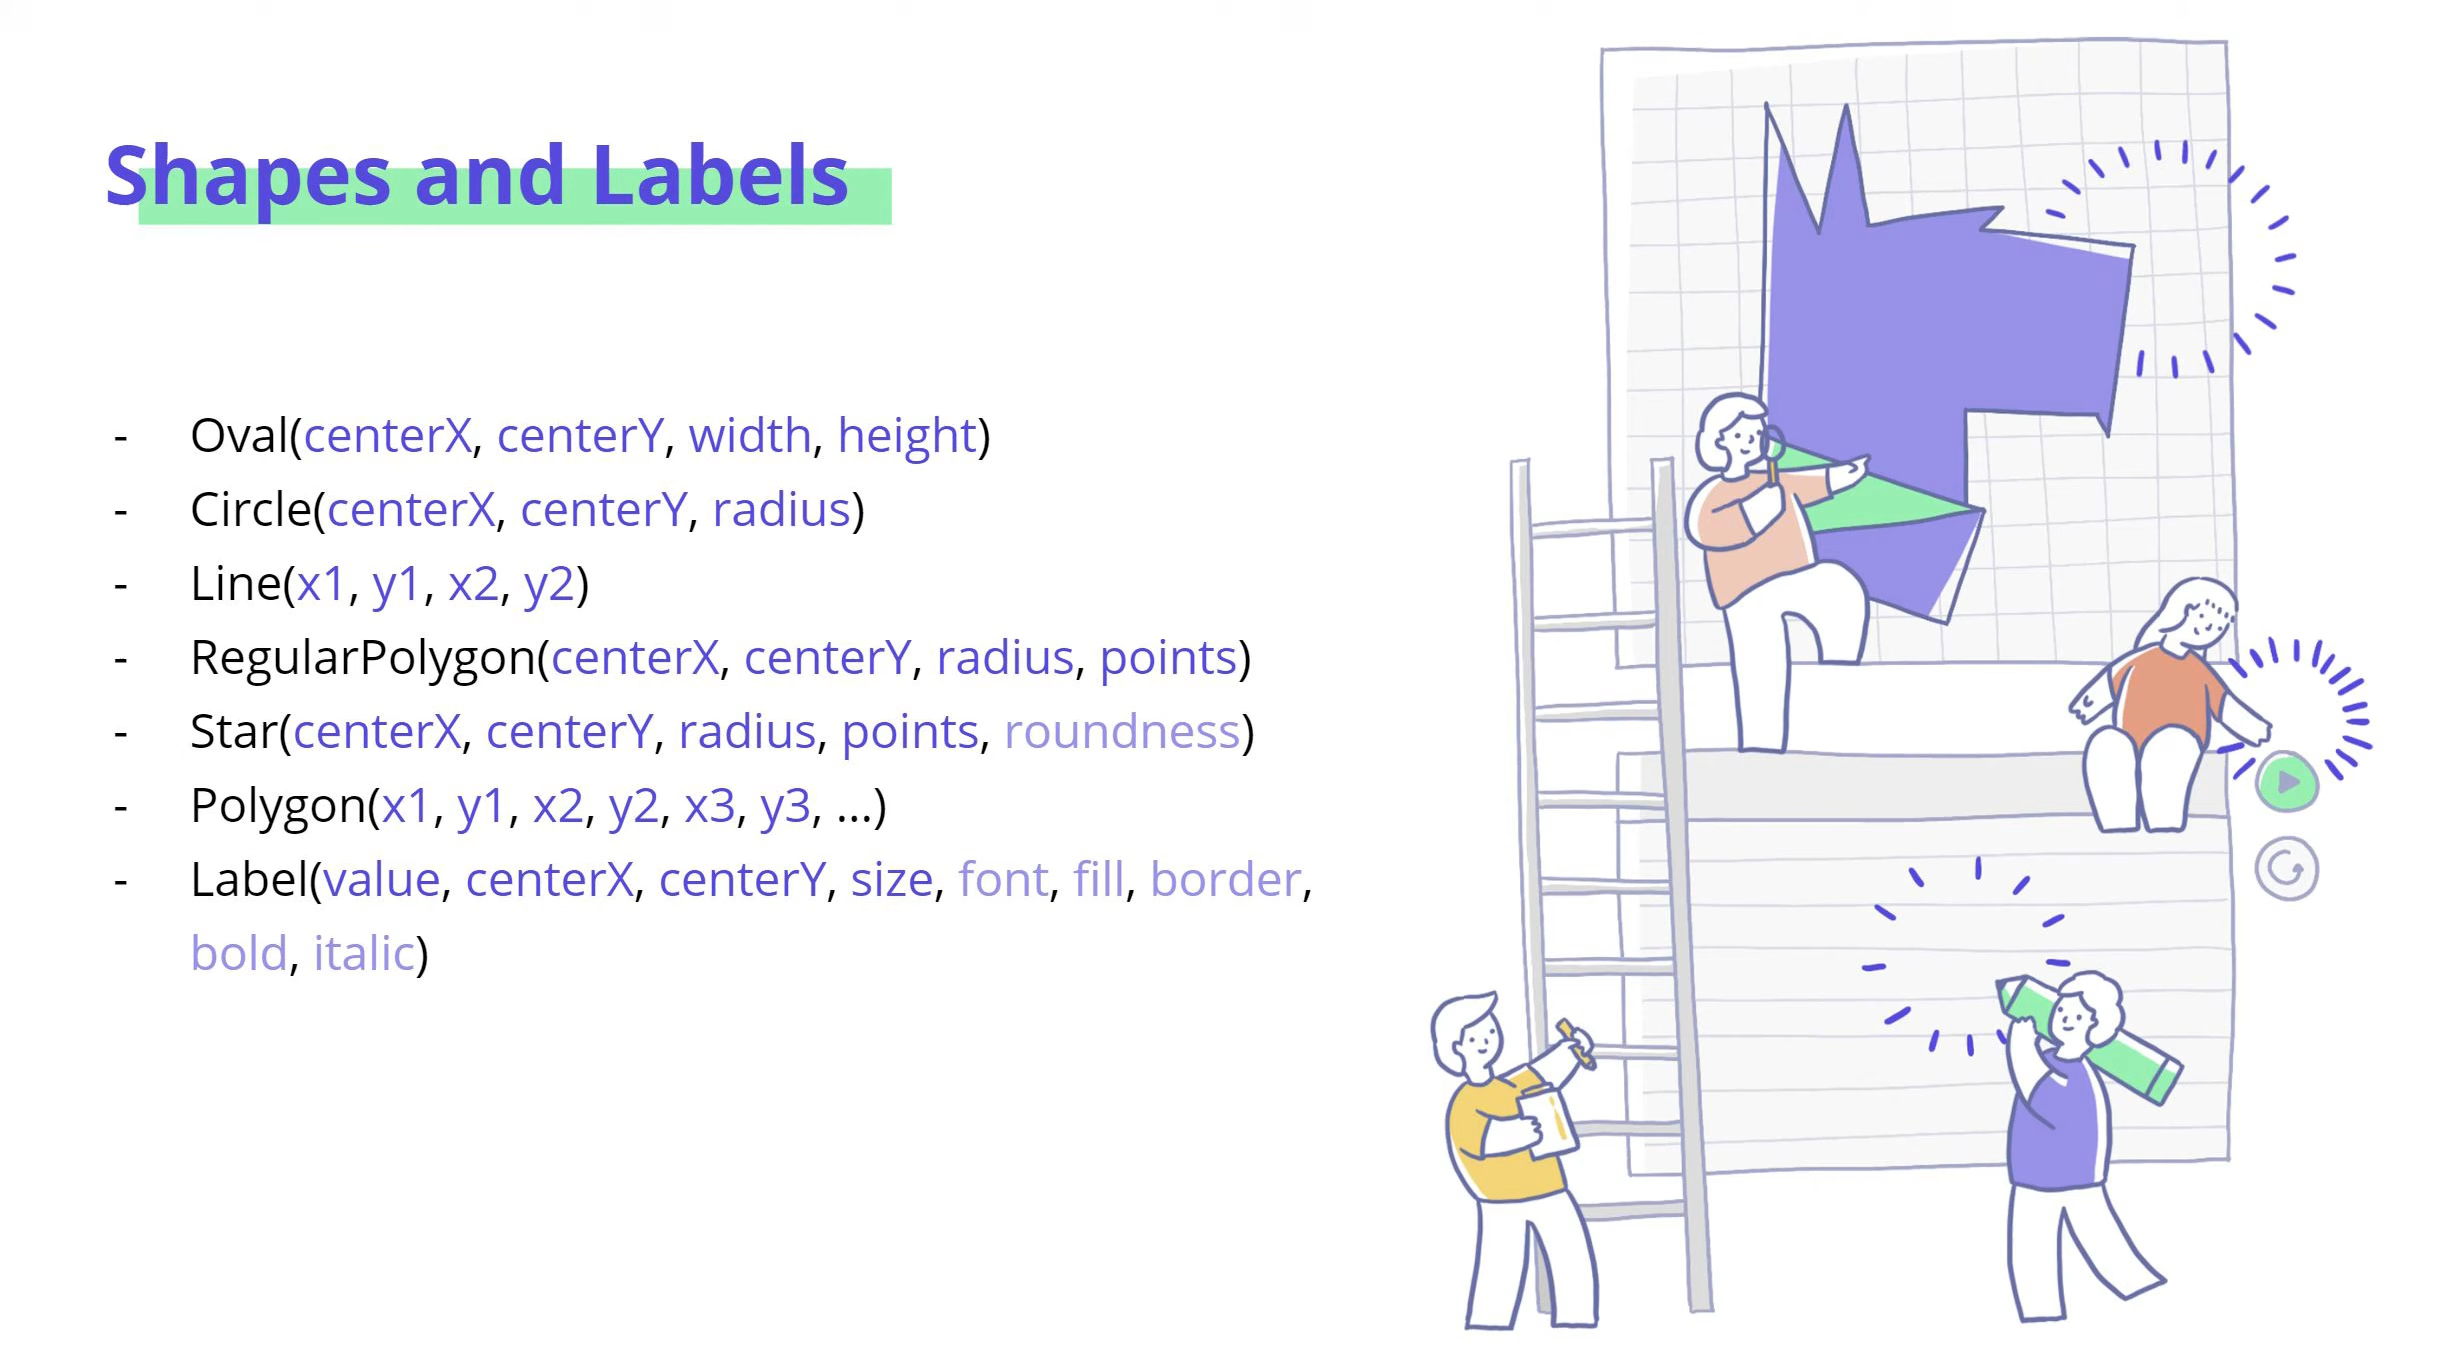 Shapes and Labels
- Oval(centerX, centerY, width, height)
- Circle(centerX, centerY, radius)
- Line(x1, y1, x2, y2)
- RegularPolygon(centerX, centerY, radius, points)
- Star(centerX, centerY, radius, points, roundness)
- Polygon(x1, y1, x2, y2, x3, y3, ...)
- Label(value, centerX, centerY, size, font, fill, border,
bold, italic)